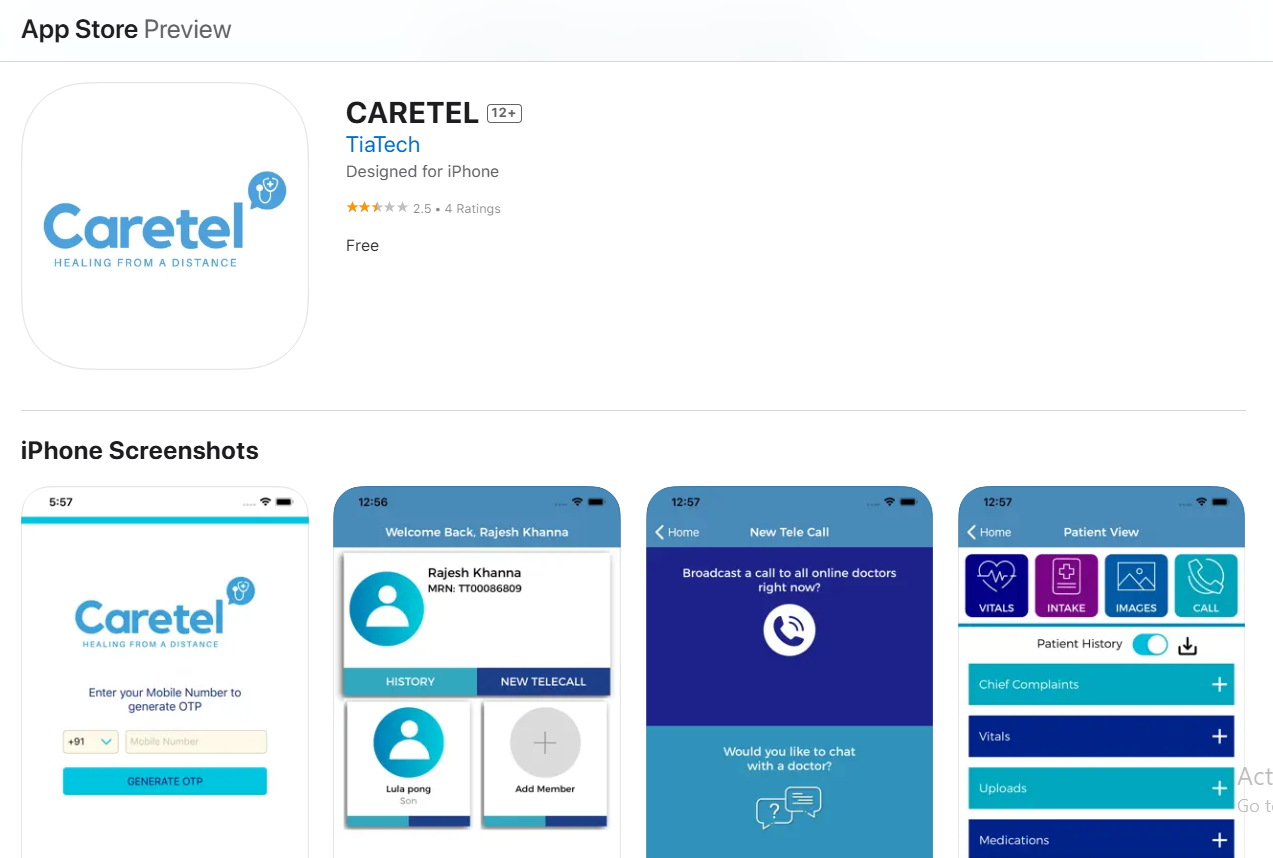 App Store Preview
CARETEL 12+
TiaTech
Designed for iPhone
2.5 • 4 Ratings
Free
Caretel
HEALING FROM A DISTANCE
iPhone Screenshots
5:57
Caretel
HEALING FROM A DISTANCE
Enter your Mobile Number to
generate OTP
+91 Mobile Number
GENERATE OTP
12:56
Welcome Back, Rajesh Khanna
Rajesh Khanna
MRN: TT00086809
HISTORY NEW TELECALL
Lula pong
Son
Add Member
12:57
Home New Tele Call
Broadcast a call to all online doctors
right now?
Would you like to chat
with a doctor?
?
12:57
Home Patient View
VITALS INTAKE IMAGES CALL
Patient History
Chief Complaints +
Vitals +
Uploads +
Medications +
Act
Go t